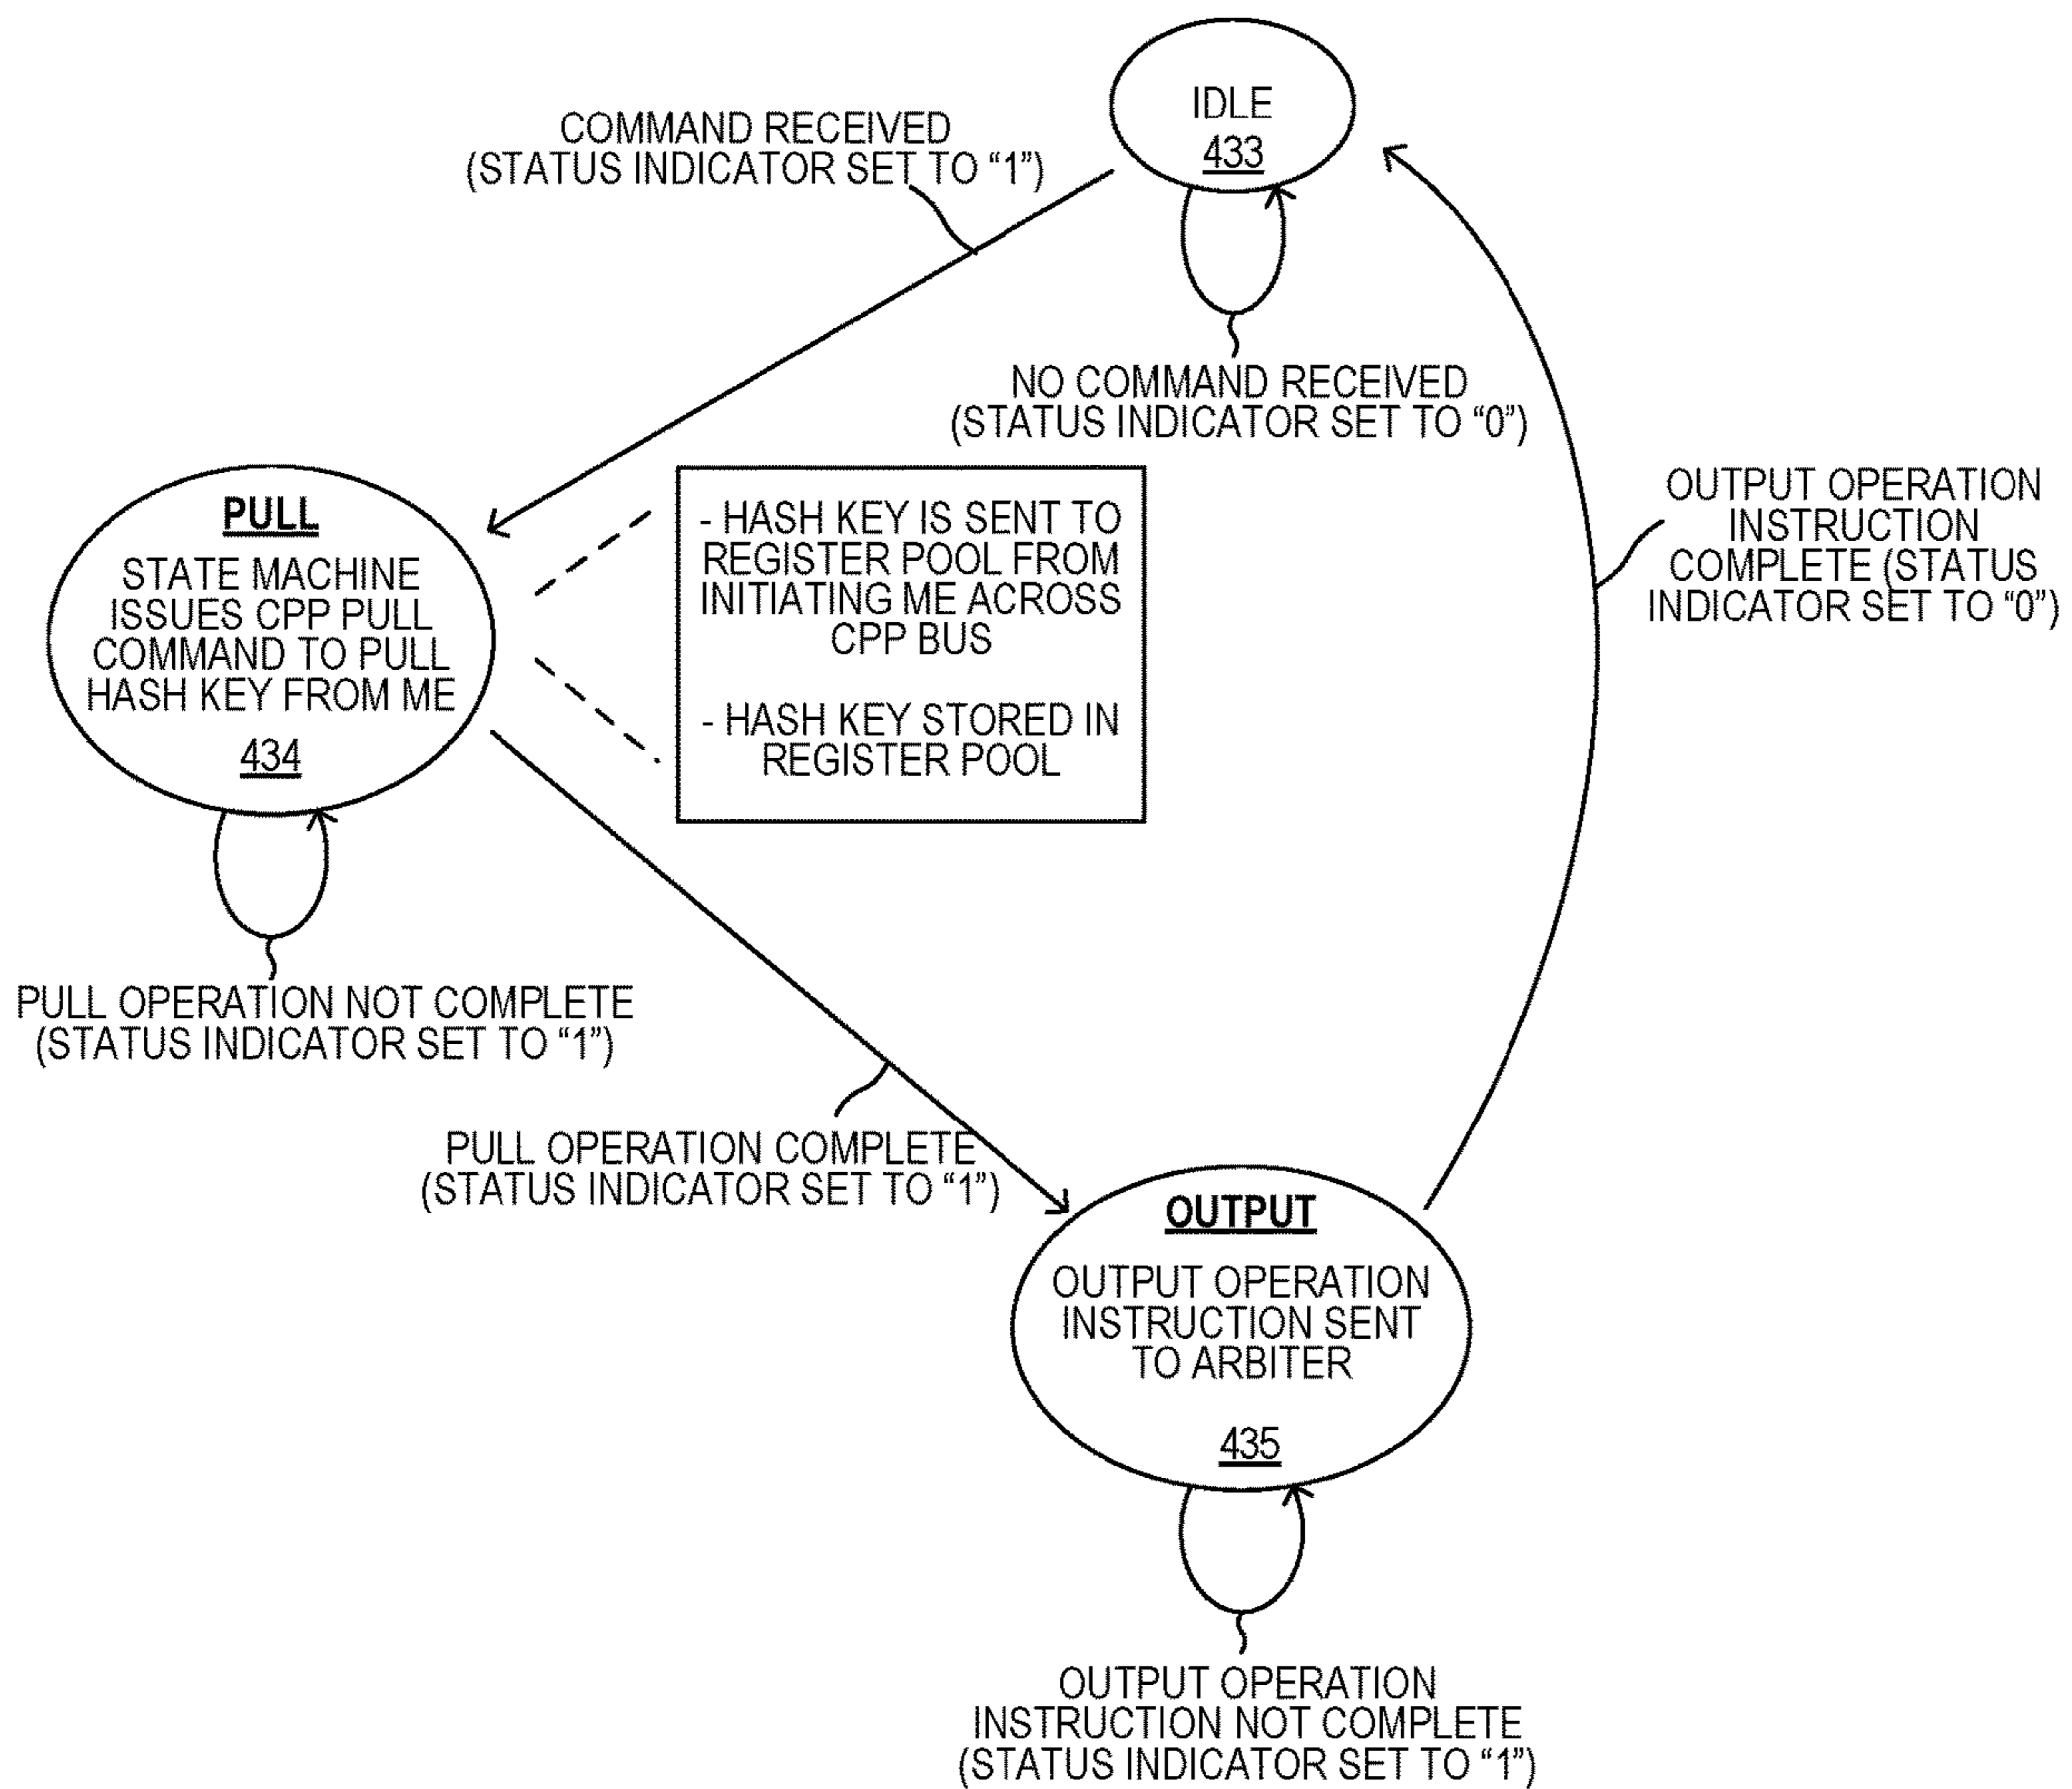 IDLE
433
COMMAND RECEIVED
(STATUS INDICATOR SET TO “1”)
NO COMMAND RECEIVED
(STATUS INDICATOR SET TO “0”)
OUTPUT OPERATION
INSTRUCTION
COMPLETE (STATUS
INDICATOR SET TO “0”)
PULL
STATE MACHINE
ISSUES CPP PULL
COMMAND TO PULL
HASH KEY FROM ME
434
- HASH KEY IS SENT TO
REGISTER POOL FROM
INITIATING ME ACROSS
CPP BUS
- HASH KEY STORED IN
REGISTER POOL
PULL OPERATION NOT COMPLETE
(STATUS INDICATOR SET TO “1”)
PULL OPERATION COMPLETE
(STATUS INDICATOR SET TO “1”)
OUTPUT
OUTPUT OPERATION
INSTRUCTION SENT
TO ARBITER
435
OUTPUT OPERATION
INSTRUCTION NOT COMPLETE
(STATUS INDICATOR SET TO “1”)